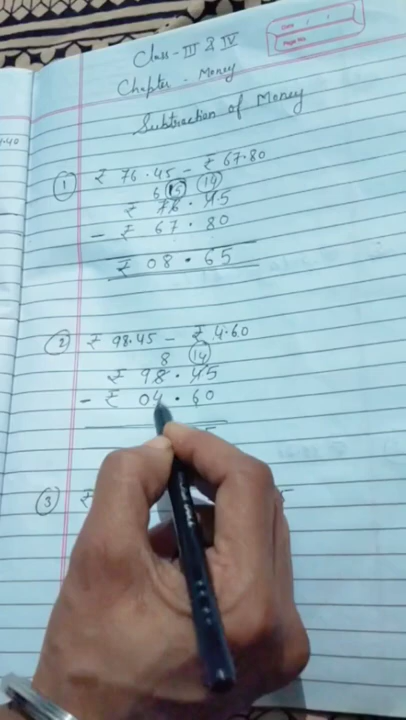 Class - III & IV
Chapter - Money
Subtraction of Money
① ₹ 76.45 - ₹ 67.80
6 15 14
₹ 76.45
- ₹ 67.80
₹ 08.65
② ₹ 98.45 - ₹ 4.60
8 14
₹ 98.45
- ₹ 04.60
③ ₹